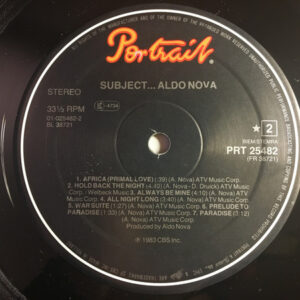 Portrait.
SUBJECT... ALDO NOVA
STEREO
33⅓ RPM
01-025482-2
BL 38721
★ 2
BIEM/STEMRA
PRT 25482
(FR 38721)
1. AFRICA (PRIMAL LOVE) (:39) (A. Nova) ATV Music Corp.
2. HOLD BACK THE NIGHT (4:40) (A. Nova - D. Druick) ATV Music
Corp. - Welbeck Music 3. ALWAYS BE MINE (4:10) (A. Nova) ATV
Music Corp. 4. ALL NIGHT LONG (3:40) (A. Nova) ATV Music Corp.
5. WAR SUITE (1:27) (A. Nova) ATV Music Corp. 6. PRELUDE TO
PARADISE (1:33) (A. Nova) ATV Music Corp. 7. PARADISE (3:12)
(A. Nova) ATV Music Corp.
Produced by Aldo Nova
℗ 1983 CBS Inc.